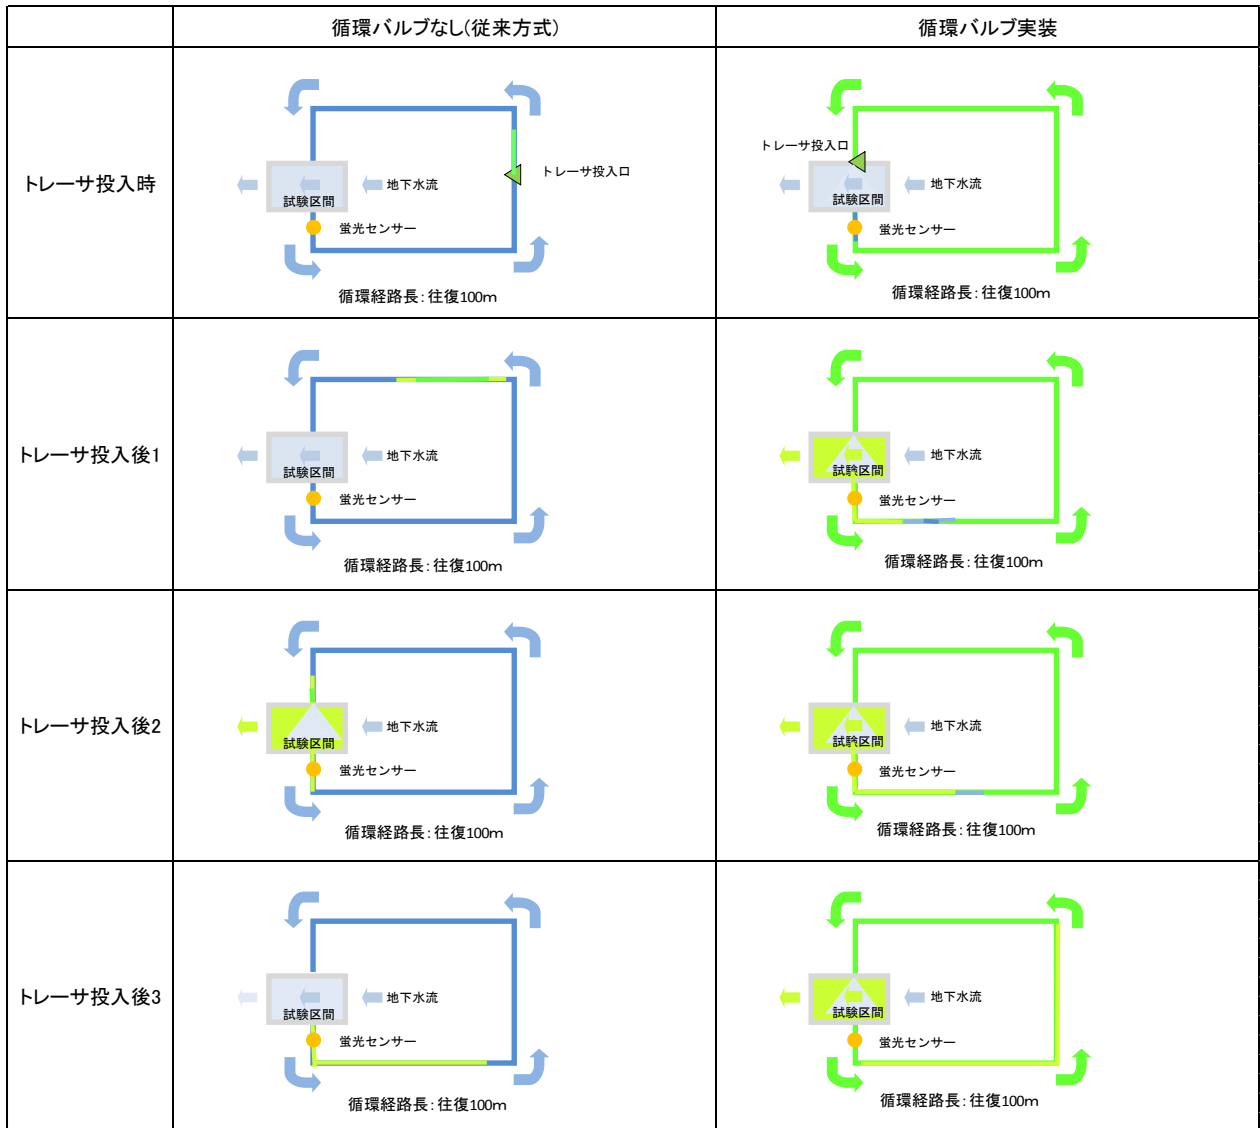 循環バルブなし(従来方式)
循環バルブ実装
トレーサ投入時
トレーサ投入口
地下水流
試験区間
蛍光センサー
循環経路長：往復100m
トレーサ投入口
地下水流
試験区間
蛍光センサー
循環経路長：往復100m
トレーサ投入後1
地下水流
試験区間
蛍光センサー
循環経路長：往復100m
地下水流
試験区間
蛍光センサー
循環経路長：往復100m
トレーサ投入後2
地下水流
試験区間
蛍光センサー
循環経路長：往復100m
地下水流
試験区間
蛍光センサー
循環経路長：往復100m
トレーサ投入後3
地下水流
試験区間
蛍光センサー
循環経路長：往復100m
地下水流
試験区間
蛍光センサー
循環経路長：往復100m